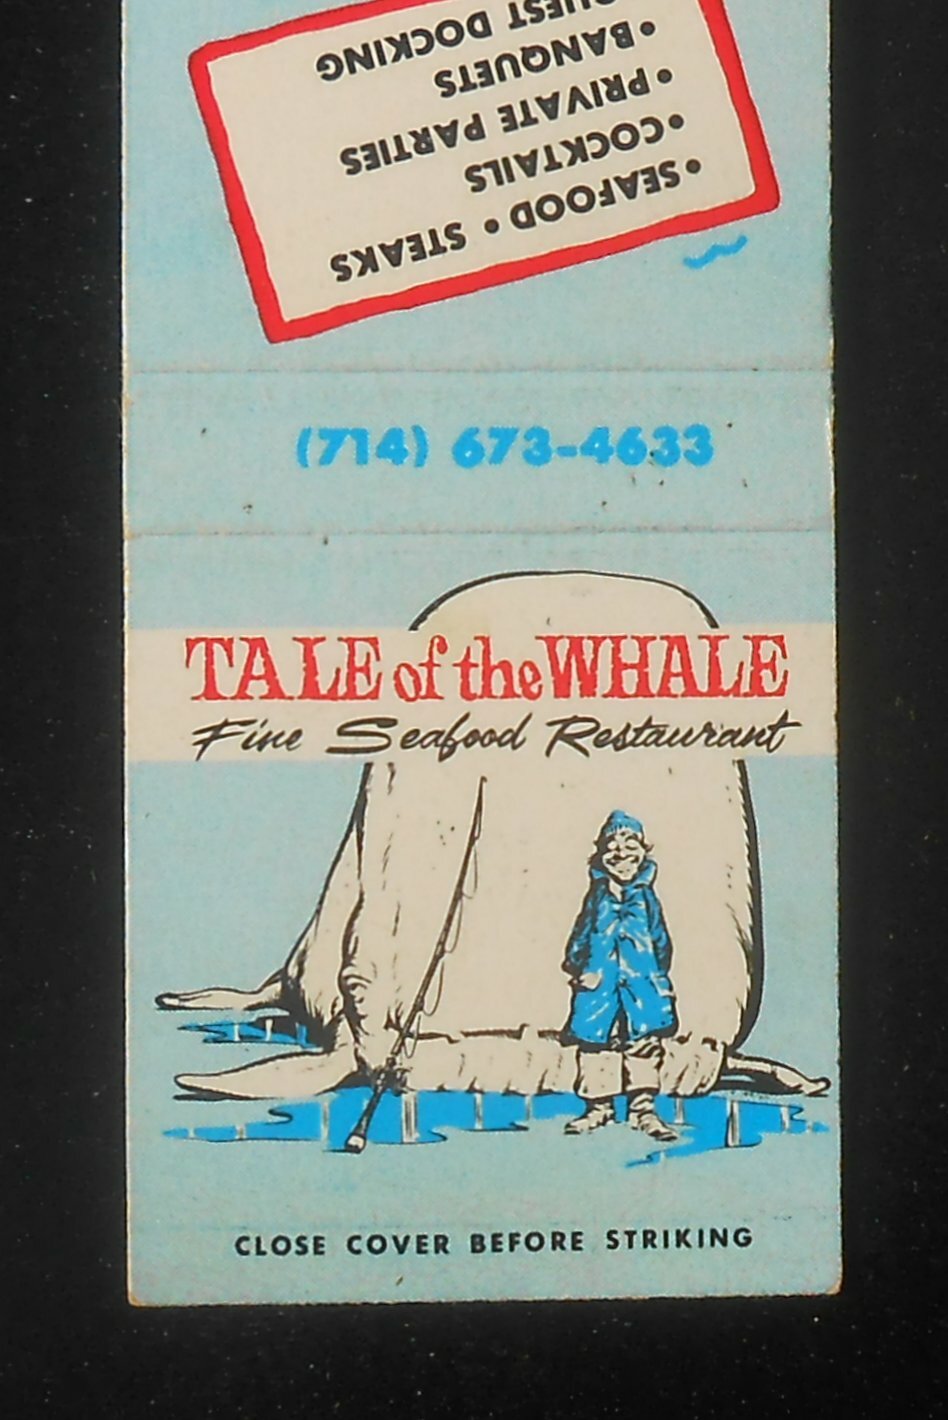 • SEAFOOD • STEAKS
• COCKTAILS
• PRIVATE PARTIES
• BANQUETS
DOCKING
(714) 673-4633
TALE of the WHALE
Fine Seafood Restaurant
CLOSE COVER BEFORE STRIKING